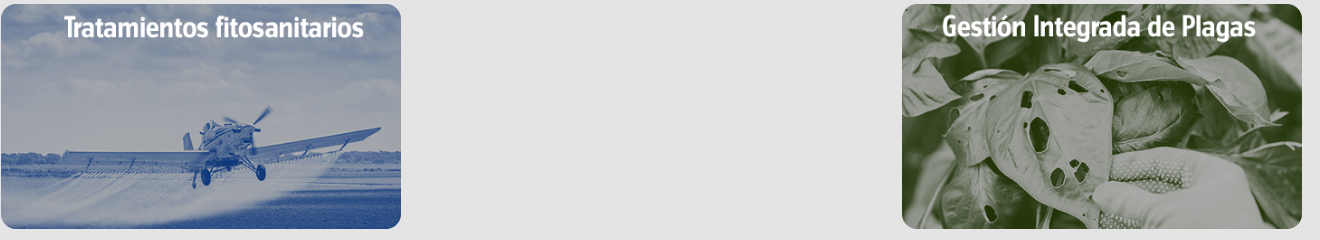 Tratamientos fitosanitarios
Gestión Integrada de Plagas